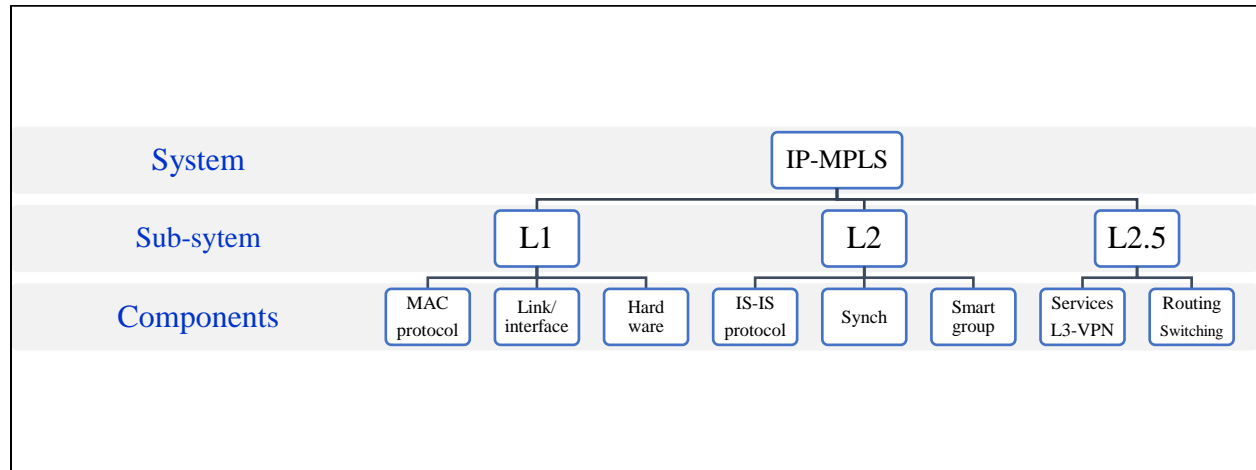 System
IP-MPLS
Sub-sytem
L1
L2
L2.5
Components
MAC
protocol
Link/
interface
Hard
ware
IS-IS
protocol
Synch
Smart
group
Services
L3-VPN
Routing
Switching